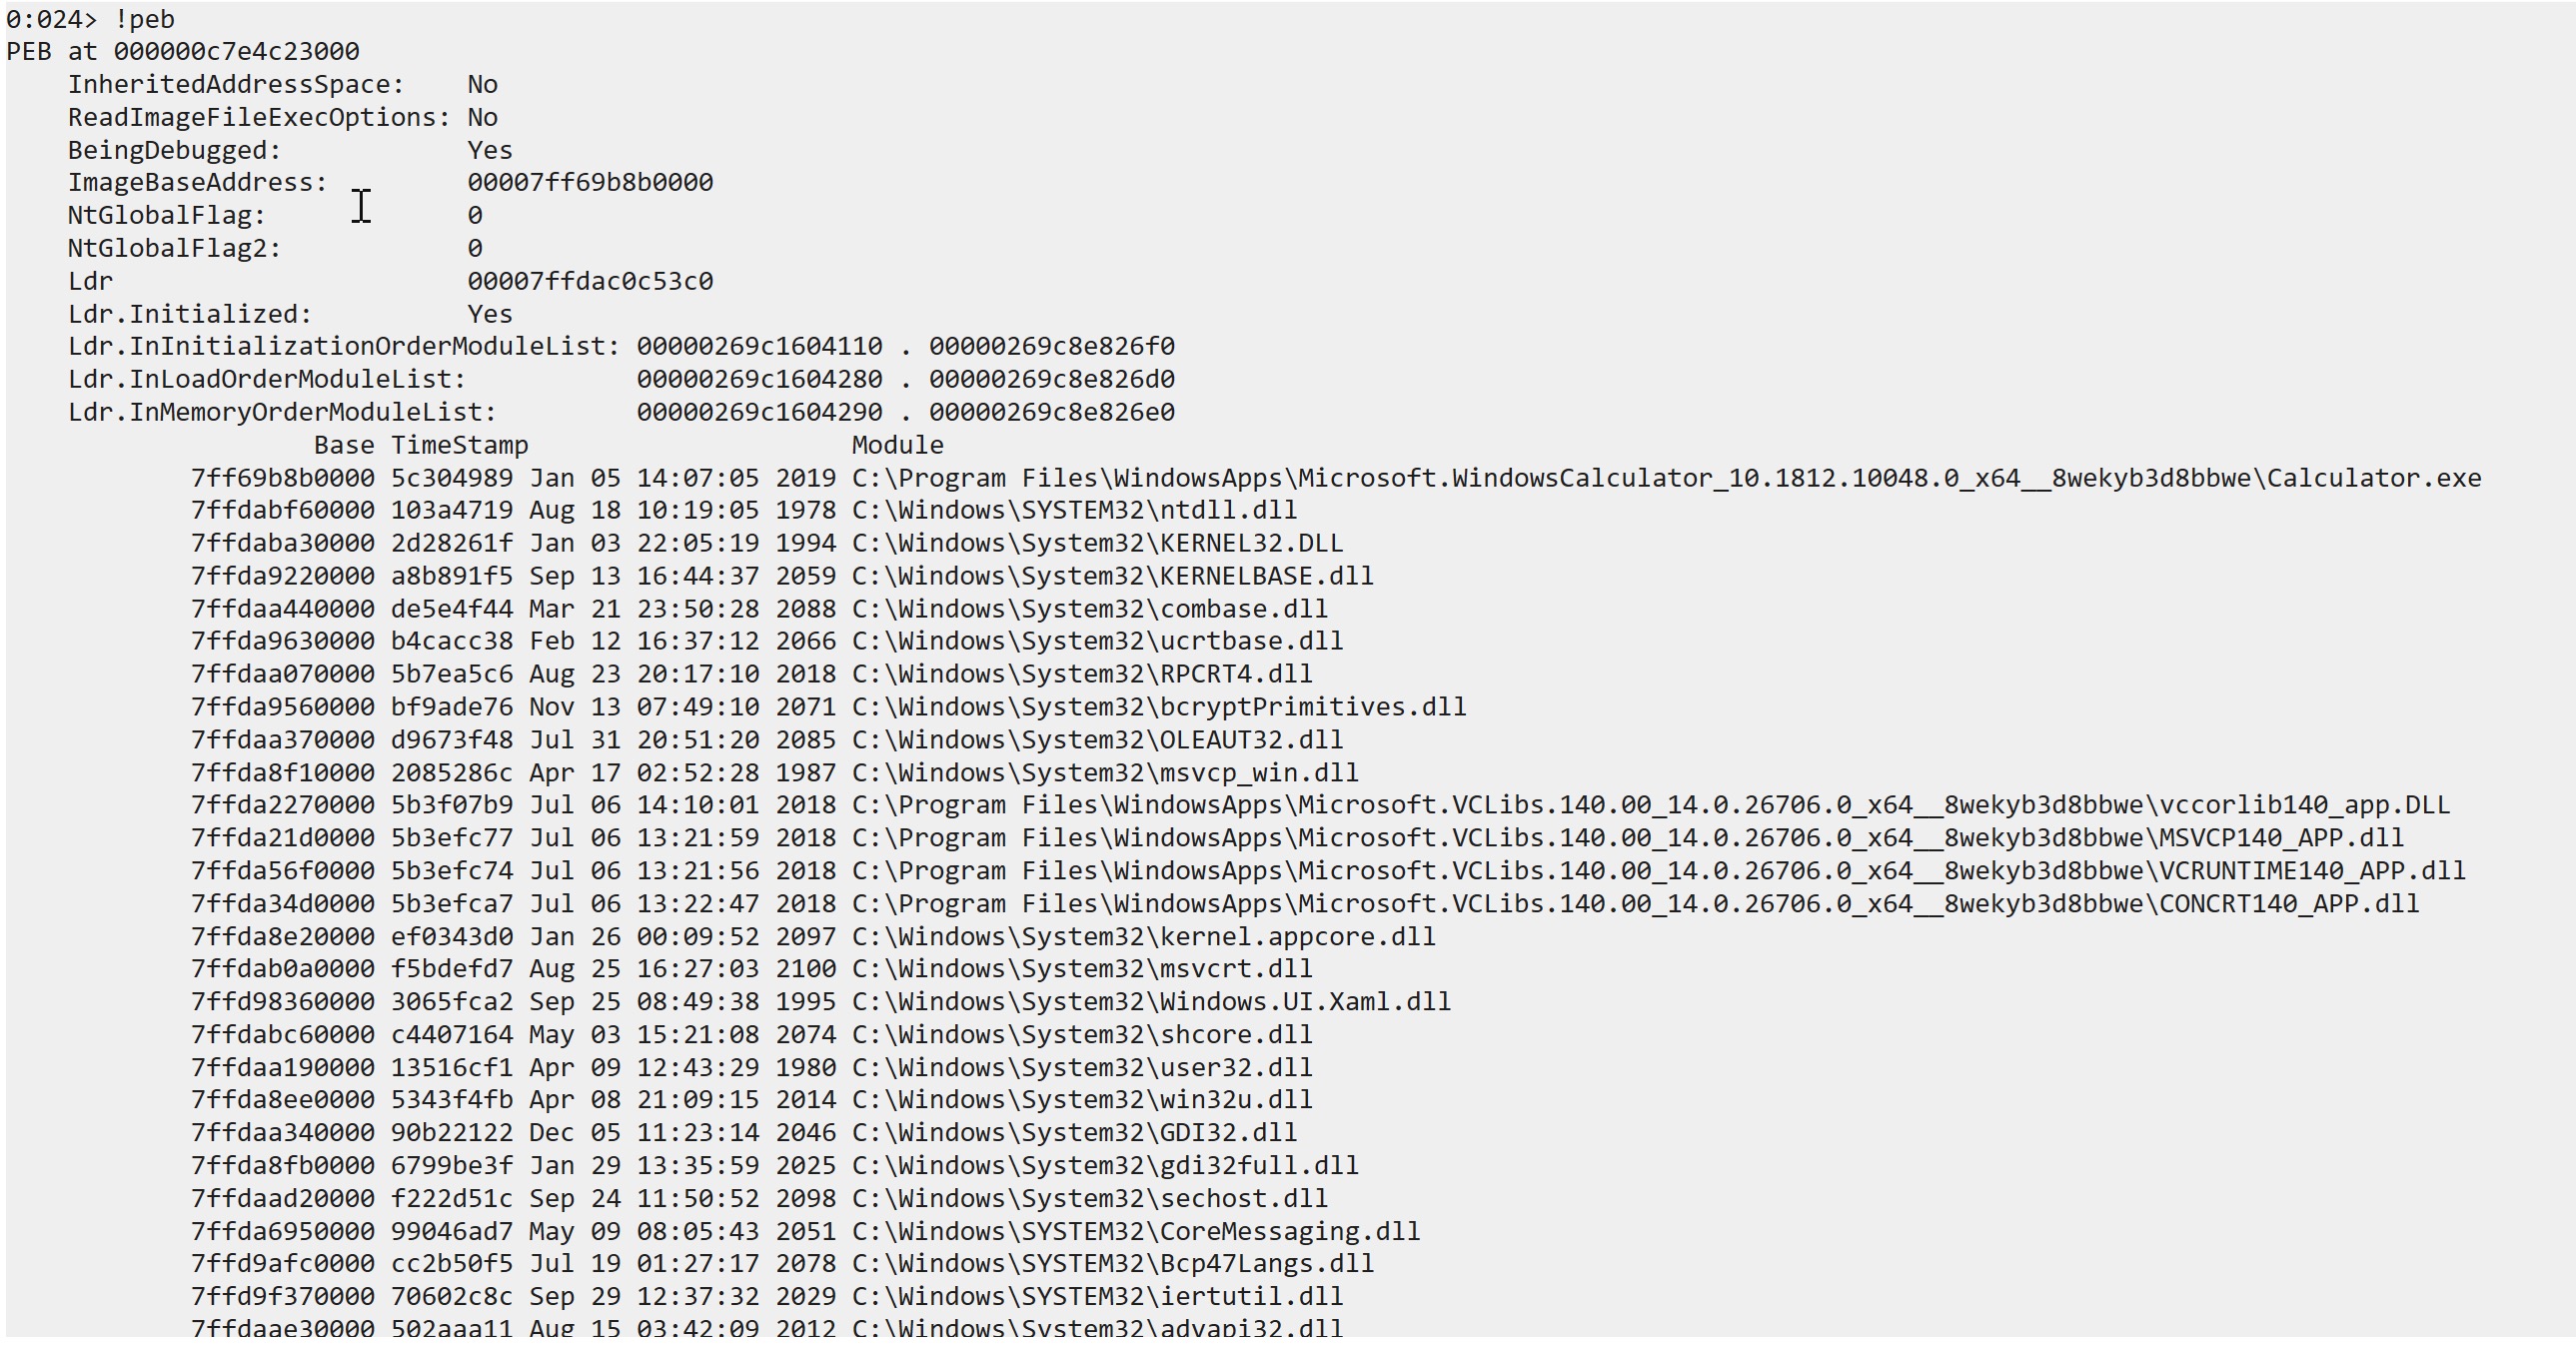 0:024> !peb
PEB at 000000c7e4c23000
    InheritedAddressSpace:    No
    ReadImageFileExecOptions: No
    BeingDebugged:            Yes
    ImageBaseAddress:         00007ff69b8b0000
    NtGlobalFlag:             0
    NtGlobalFlag2:            0
    Ldr                       00007ffdac0c53c0
    Ldr.Initialized:          Yes
    Ldr.InInitializationOrderModuleList: 00000269c1604110 . 00000269c8e826f0
    Ldr.InLoadOrderModuleList:           00000269c1604280 . 00000269c8e826d0
    Ldr.InMemoryOrderModuleList:         00000269c1604290 . 00000269c8e826e0
                    Base TimeStamp                     Module
            7ff69b8b0000 5c304989 Jan 05 14:07:05 2019 C:\Program Files\WindowsApps\Microsoft.WindowsCalculator_10.1812.10048.0_x64__8wekyb3d8bbwe\Calculator.exe
            7ffdabf60000 103a4719 Aug 18 10:19:05 1978 C:\Windows\SYSTEM32\ntdll.dll
            7ffdaba30000 2d28261f Jan 03 22:05:19 1994 C:\Windows\System32\KERNEL32.DLL
            7ffda9220000 a8b891f5 Sep 13 16:44:37 2059 C:\Windows\System32\KERNELBASE.dll
            7ffdaa440000 de5e4f44 Mar 21 23:50:28 2088 C:\Windows\System32\combase.dll
            7ffda9630000 b4cacc38 Feb 12 16:37:12 2066 C:\Windows\System32\ucrtbase.dll
            7ffdaa070000 5b7ea5c6 Aug 23 20:17:10 2018 C:\Windows\System32\RPCRT4.dll
            7ffda9560000 bf9ade76 Nov 13 07:49:10 2071 C:\Windows\System32\bcryptPrimitives.dll
            7ffdaa370000 d9673f48 Jul 31 20:51:20 2085 C:\Windows\System32\OLEAUT32.dll
            7ffda8f10000 2085286c Apr 17 02:52:28 1987 C:\Windows\System32\msvcp_win.dll
            7ffda2270000 5b3f07b9 Jul 06 14:10:01 2018 C:\Program Files\WindowsApps\Microsoft.VCLibs.140.00_14.0.26706.0_x64__8wekyb3d8bbwe\vccorlib140_app.DLL
            7ffda21d0000 5b3efc77 Jul 06 13:21:59 2018 C:\Program Files\WindowsApps\Microsoft.VCLibs.140.00_14.0.26706.0_x64__8wekyb3d8bbwe\MSVCP140_APP.dll
            7ffda56f0000 5b3efc74 Jul 06 13:21:56 2018 C:\Program Files\WindowsApps\Microsoft.VCLibs.140.00_14.0.26706.0_x64__8wekyb3d8bbwe\VCRUNTIME140_APP.dll
            7ffda34d0000 5b3efca7 Jul 06 13:22:47 2018 C:\Program Files\WindowsApps\Microsoft.VCLibs.140.00_14.0.26706.0_x64__8wekyb3d8bbwe\CONCRT140_APP.dll
            7ffda8e20000 ef0343d0 Jan 26 00:09:52 2097 C:\Windows\System32\kernel.appcore.dll
            7ffdab0a0000 f5bdefd7 Aug 25 16:27:03 2100 C:\Windows\System32\msvcrt.dll
            7ffd98360000 3065fca2 Sep 25 08:49:38 1995 C:\Windows\System32\Windows.UI.Xaml.dll
            7ffdabc60000 c4407164 May 03 15:21:08 2074 C:\Windows\System32\shcore.dll
            7ffdaa190000 13516cf1 Apr 09 12:43:29 1980 C:\Windows\System32\user32.dll
            7ffda8ee0000 5343f4fb Apr 08 21:09:15 2014 C:\Windows\System32\win32u.dll
            7ffdaa340000 90b22122 Dec 05 11:23:14 2046 C:\Windows\System32\GDI32.dll
            7ffda8fb0000 6799be3f Jan 29 13:35:59 2025 C:\Windows\System32\gdi32full.dll
            7ffdaad20000 f222d51c Sep 24 11:50:52 2098 C:\Windows\System32\sechost.dll
            7ffda6950000 99046ad7 May 09 08:05:43 2051 C:\Windows\SYSTEM32\CoreMessaging.dll
            7ffd9afc0000 cc2b50f5 Jul 19 01:27:17 2078 C:\Windows\SYSTEM32\Bcp47Langs.dll
            7ffd9f370000 70602c8c Sep 29 12:37:32 2029 C:\Windows\SYSTEM32\iertutil.dll
            7ffdaae30000 502aaa11 Aug 15 03:42:09 2012 C:\Windows\System32\advapi32.dll